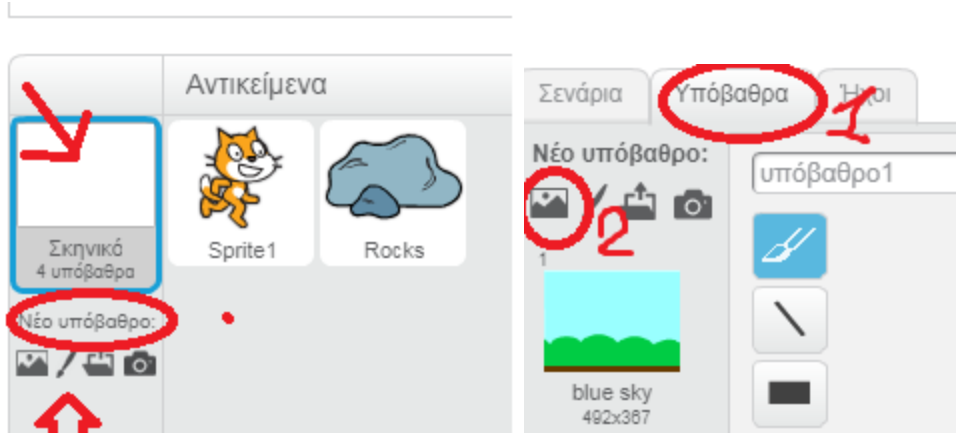 Αντικείμενα
Σκηνικό
4 υπόβαθρα
Sprite1
Rocks
Νέο υπόβαθρο:
Σενάρια
Υπόβαθρα
Ήχοι
1
Νέο υπόβαθρο:
υπόβαθρο1
2
1
blue sky
492x367